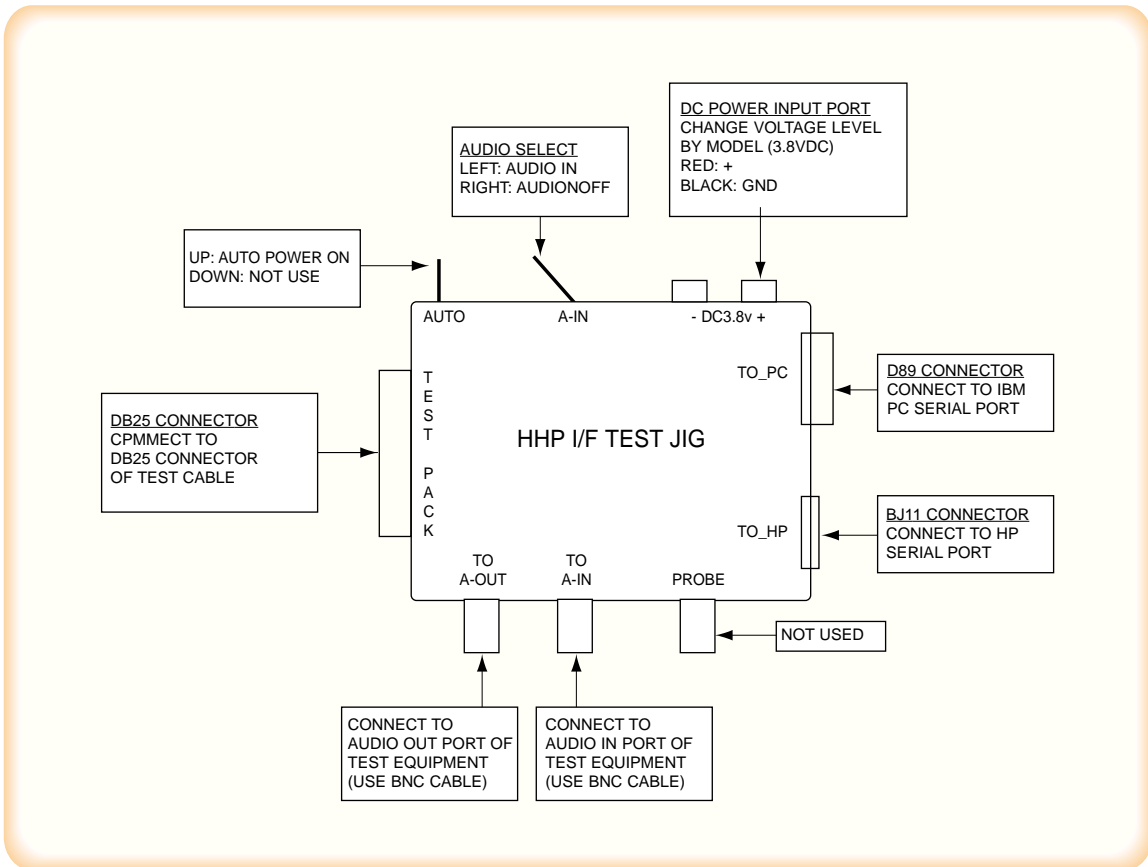 DC POWER INPUT PORT
CHANGE VOLTAGE LEVEL
BY MODEL (3.8VDC)
RED: +
BLACK: GND
AUDIO SELECT
LEFT: AUDIO IN
RIGHT: AUDIONOFF
UP: AUTO POWER ON
DOWN: NOT USE
AUTO
A-IN
- DC3.8v +
TEST PACK
TO_PC
D89 CONNECTOR
CONNECT TO IBM
PC SERIAL PORT
DB25 CONNECTOR
CPMMECT TO
DB25 CONNECTOR
OF TEST CABLE
HHP I/F TEST JIG
TO_HP
BJ11 CONNECTOR
CONNECT TO HP
SERIAL PORT
TO
A-OUT
TO
A-IN
PROBE
NOT USED
CONNECT TO
AUDIO OUT PORT OF
TEST EQUIPMENT
(USE BNC CABLE)
CONNECT TO
AUDIO IN PORT OF
TEST EQUIPMENT
(USE BNC CABLE)